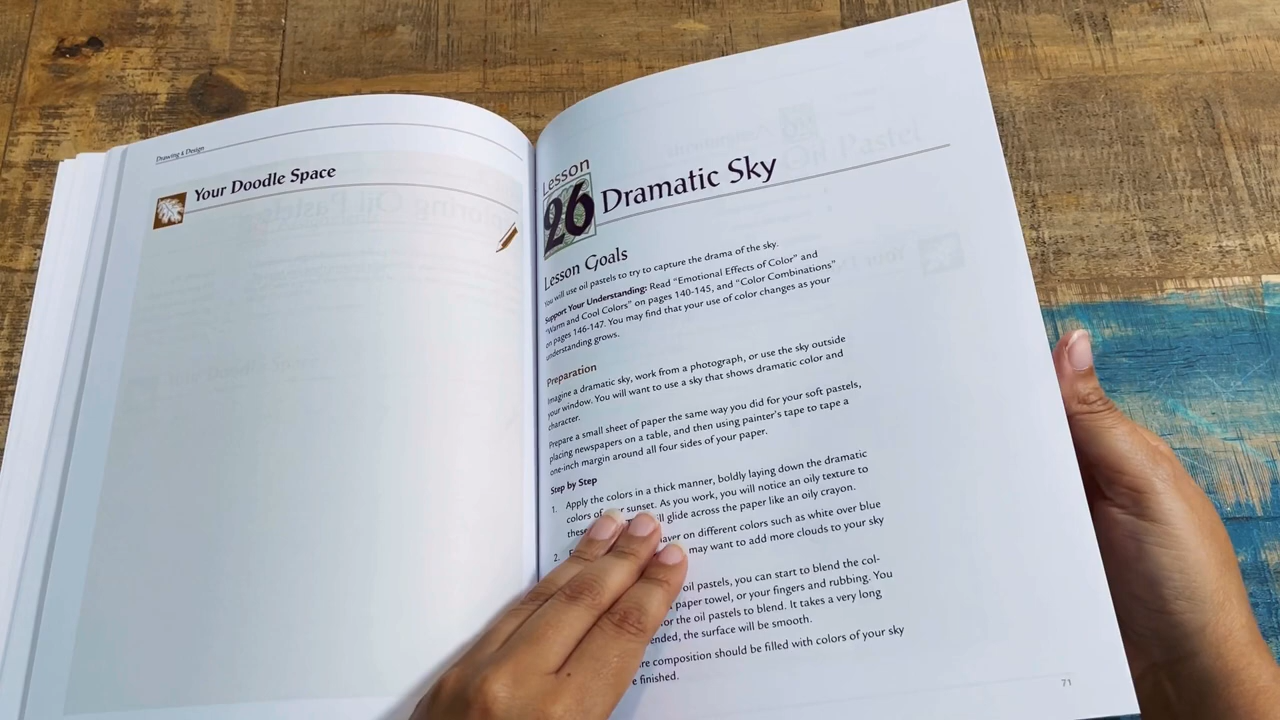 Drawing & Design
Your Doodle Space
Lesson
26 Dramatic Sky
Lesson Goals
You will use oil pastels to try to capture the drama of the sky.
Support Your Understanding: Read “Emotional Effects of Color” and
“Warm and Cool Colors” on pages 140-145, and “Color Combinations”
on pages 146-147. You may find that your use of color changes as your
understanding grows.
Preparation
Imagine a dramatic sky, work from a photograph, or use the sky outside
your window. You will want to use a sky that shows dramatic color and
character.
Prepare a small sheet of paper the same way you did for your soft pastels,
placing newspapers on a table, and then using painter's tape to tape a
one-inch margin around all four sides of your paper.
Step by Step
1. Apply the colors in a thick manner, boldly laying down the dramatic
colors of sunset. As you work, you will notice an oily texture to
glide across the paper like an oily crayon.
2. on different colors such as white over blue
may want to add more clouds to your sky
oil pastels, you can start to blend the col-
paper towel, or your fingers and rubbing. You
the oil pastels to blend. It takes a very long
the surface will be smooth.
composition should be filled with colors of your sky
finished.
71